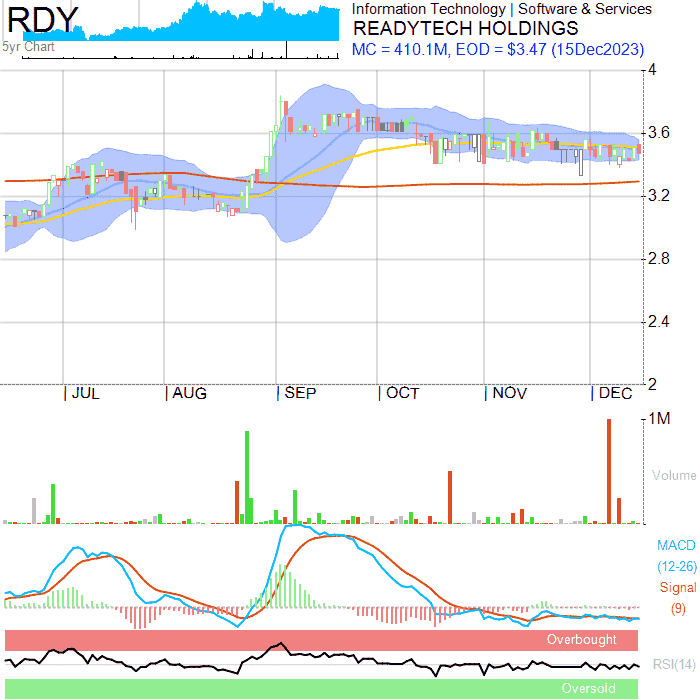 RDY
5yr Chart
Information Technology | Software & Services
READYTECH HOLDINGS
MC = 410.1M, EOD = $3.47 (15Dec2023)
4
3.6
3.2
2.8
2.4
2
JUL AUG SEP OCT NOV DEC
1M
Volume
MACD
(12-26)
Signal
(9)
Overbought
RSI(14)
Oversold